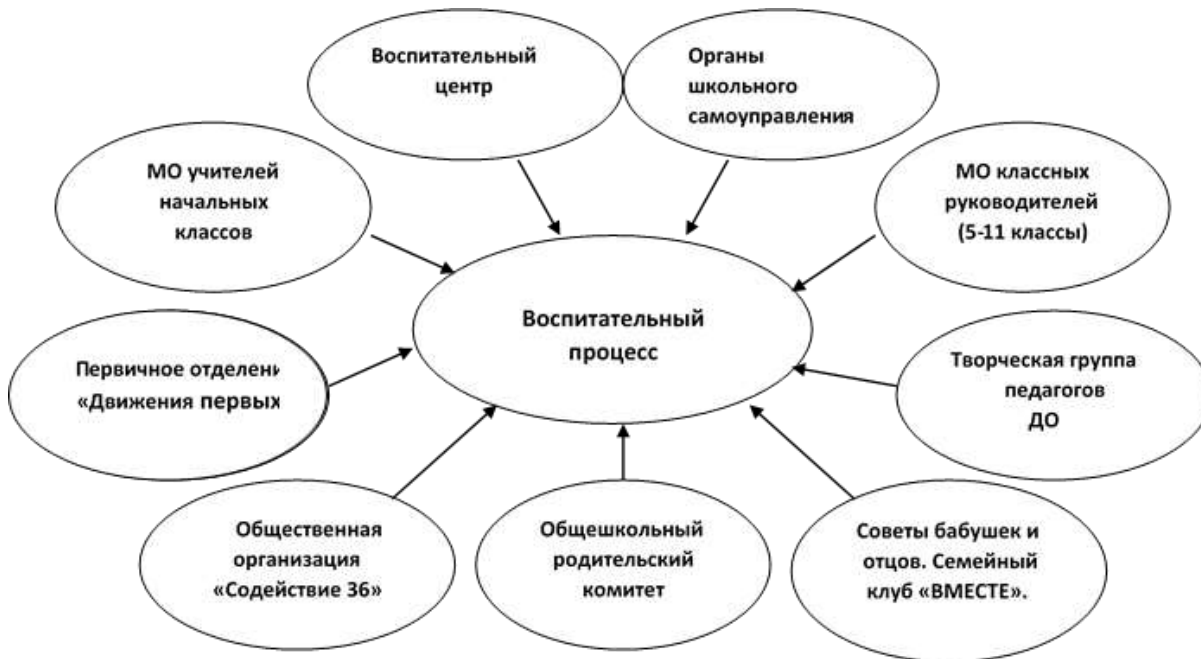 Воспитательный
центр
Органы
школьного
самоуправления
МО учителей
начальных
классов
МО классных
руководителей
(5-11 классы)
Воспитательный
процесс
Первичное отделени
«Движения первых
Творческая группа
педагогов
ДО
Общественная
организация
«Содействие 36»
Общешкольный
родительский
комитет
Советы бабушек и
отцов. Семейный
клуб «ВМЕСТЕ».